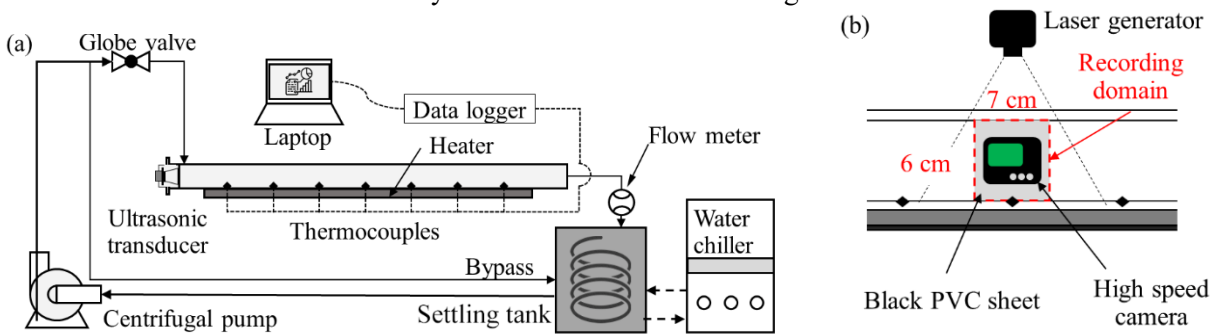 (a)
Globe valve
Laptop
Data logger
Heater
Flow meter
Ultrasonic
transducer
Thermocouples
Water
chiller
Bypass
Settling tank
Centrifugal pump
(b)
Laser generator
Recording
domain
7 cm
6 cm
Black PVC sheet
High speed
camera